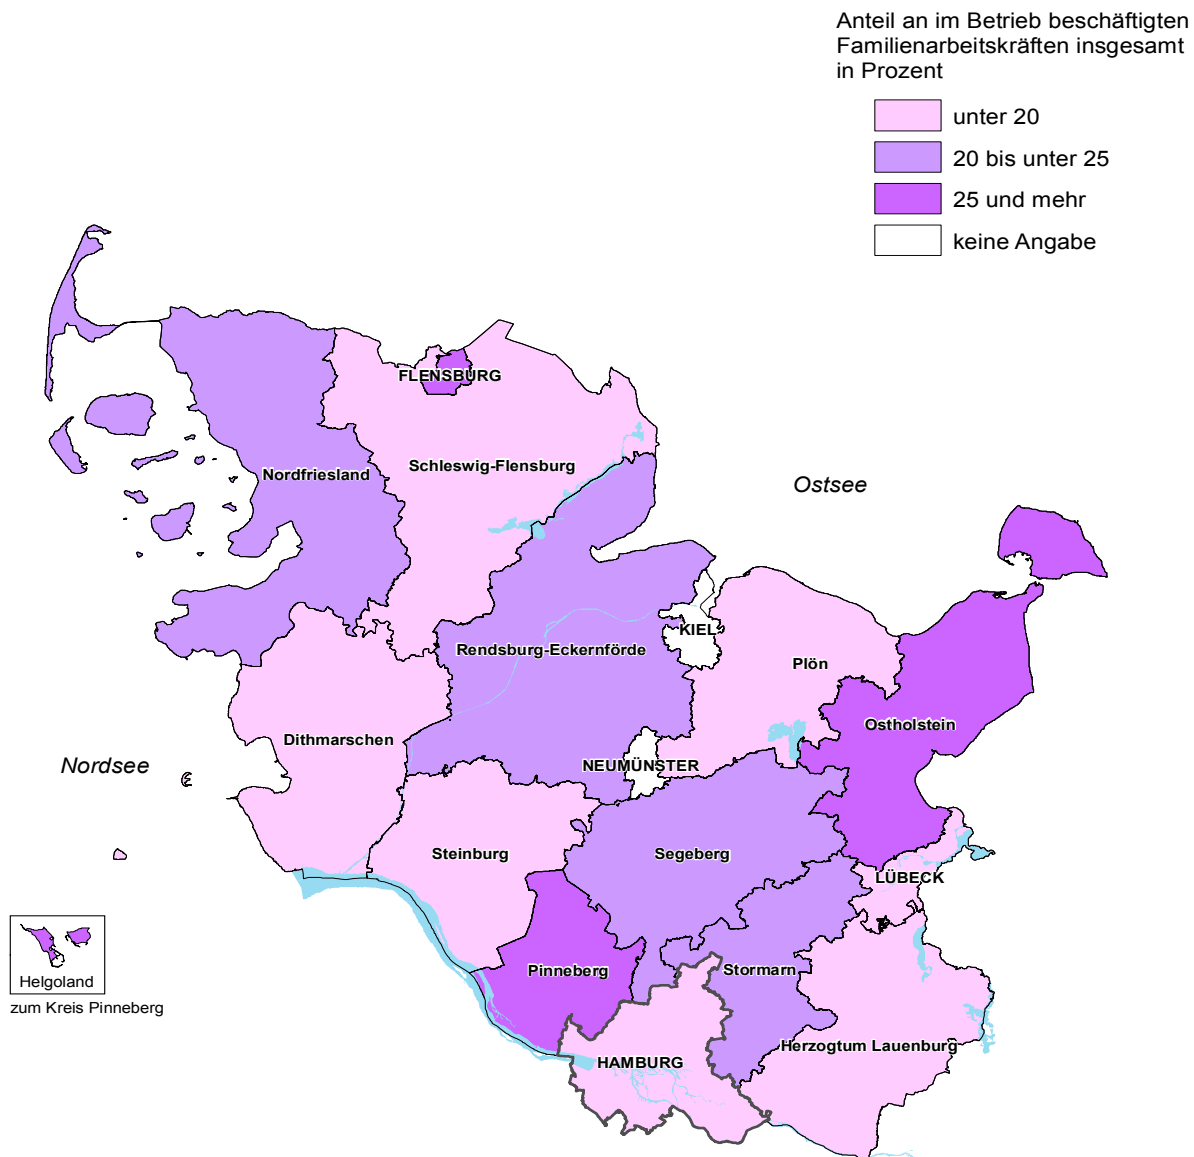 Anteil an im Betrieb beschäftigten
Familienarbeitskräften insgesamt
in Prozent
unter 20
20 bis unter 25
25 und mehr
keine Angabe
FLENSBURG
Schleswig-Flensburg
Nordfriesland
Ostsee
KIEL
Rendsburg-Eckernförde
Plön
Ostholstein
Dithmarschen
Nordsee
NEUMÜNSTER
Steinburg
Segeberg
LÜBECK
Pinneberg
Stormarn
Helgoland
zum Kreis Pinneberg
Herzogtum Lauenburg
HAMBURG